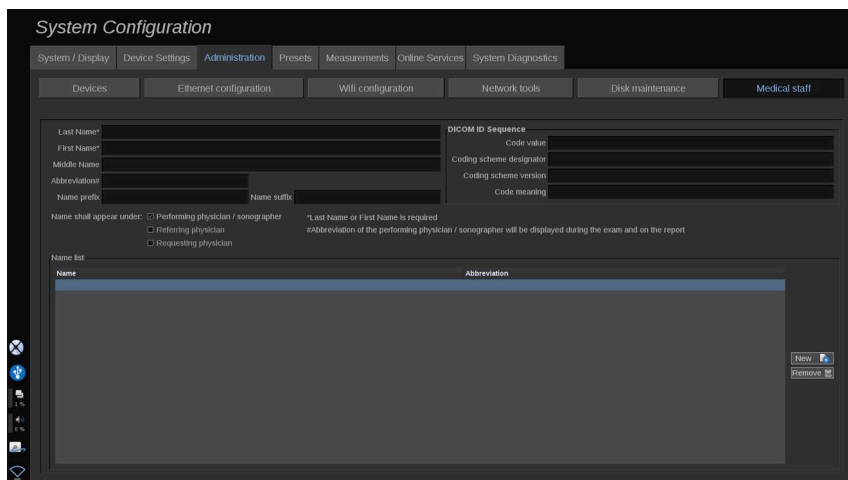 System Configuration
System / Display Device Settings Administration Presets Measurements Online Services System Diagnostics
Devices Ethernet configuration Wifi configuration Network tools Disk maintenance Medical staff
Last Name*
First Name*
Middle Name
Abbreviation#
Name prefix Name suffix
DICOM ID Sequence
Code value
Coding scheme designator
Coding scheme version
Code meaning
Name shall appear under: Performing physician / sonographer
Referring physician
Requesting physician
*Last Name or First Name is required
#Abbreviation of the performing physician / sonographer will be displayed during the exam and on the report
Name list
Name Abbreviation
New
Remove
1 %
6 %